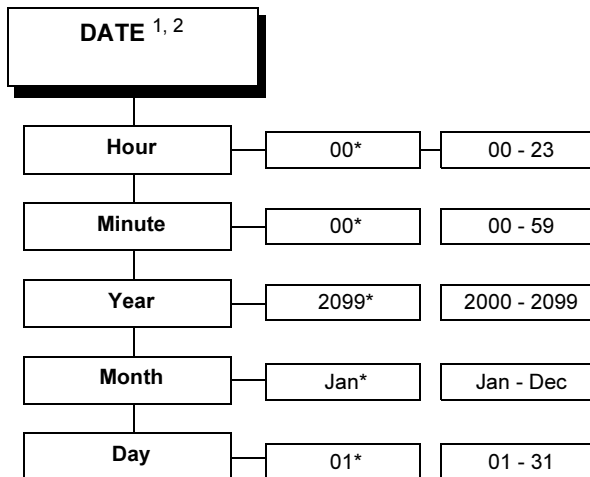 DATE 1, 2
Hour 00* 00 - 23
Minute 00* 00 - 59
Year 2099* 2000 - 2099
Month Jan* Jan - Dec
Day 01* 01 - 31